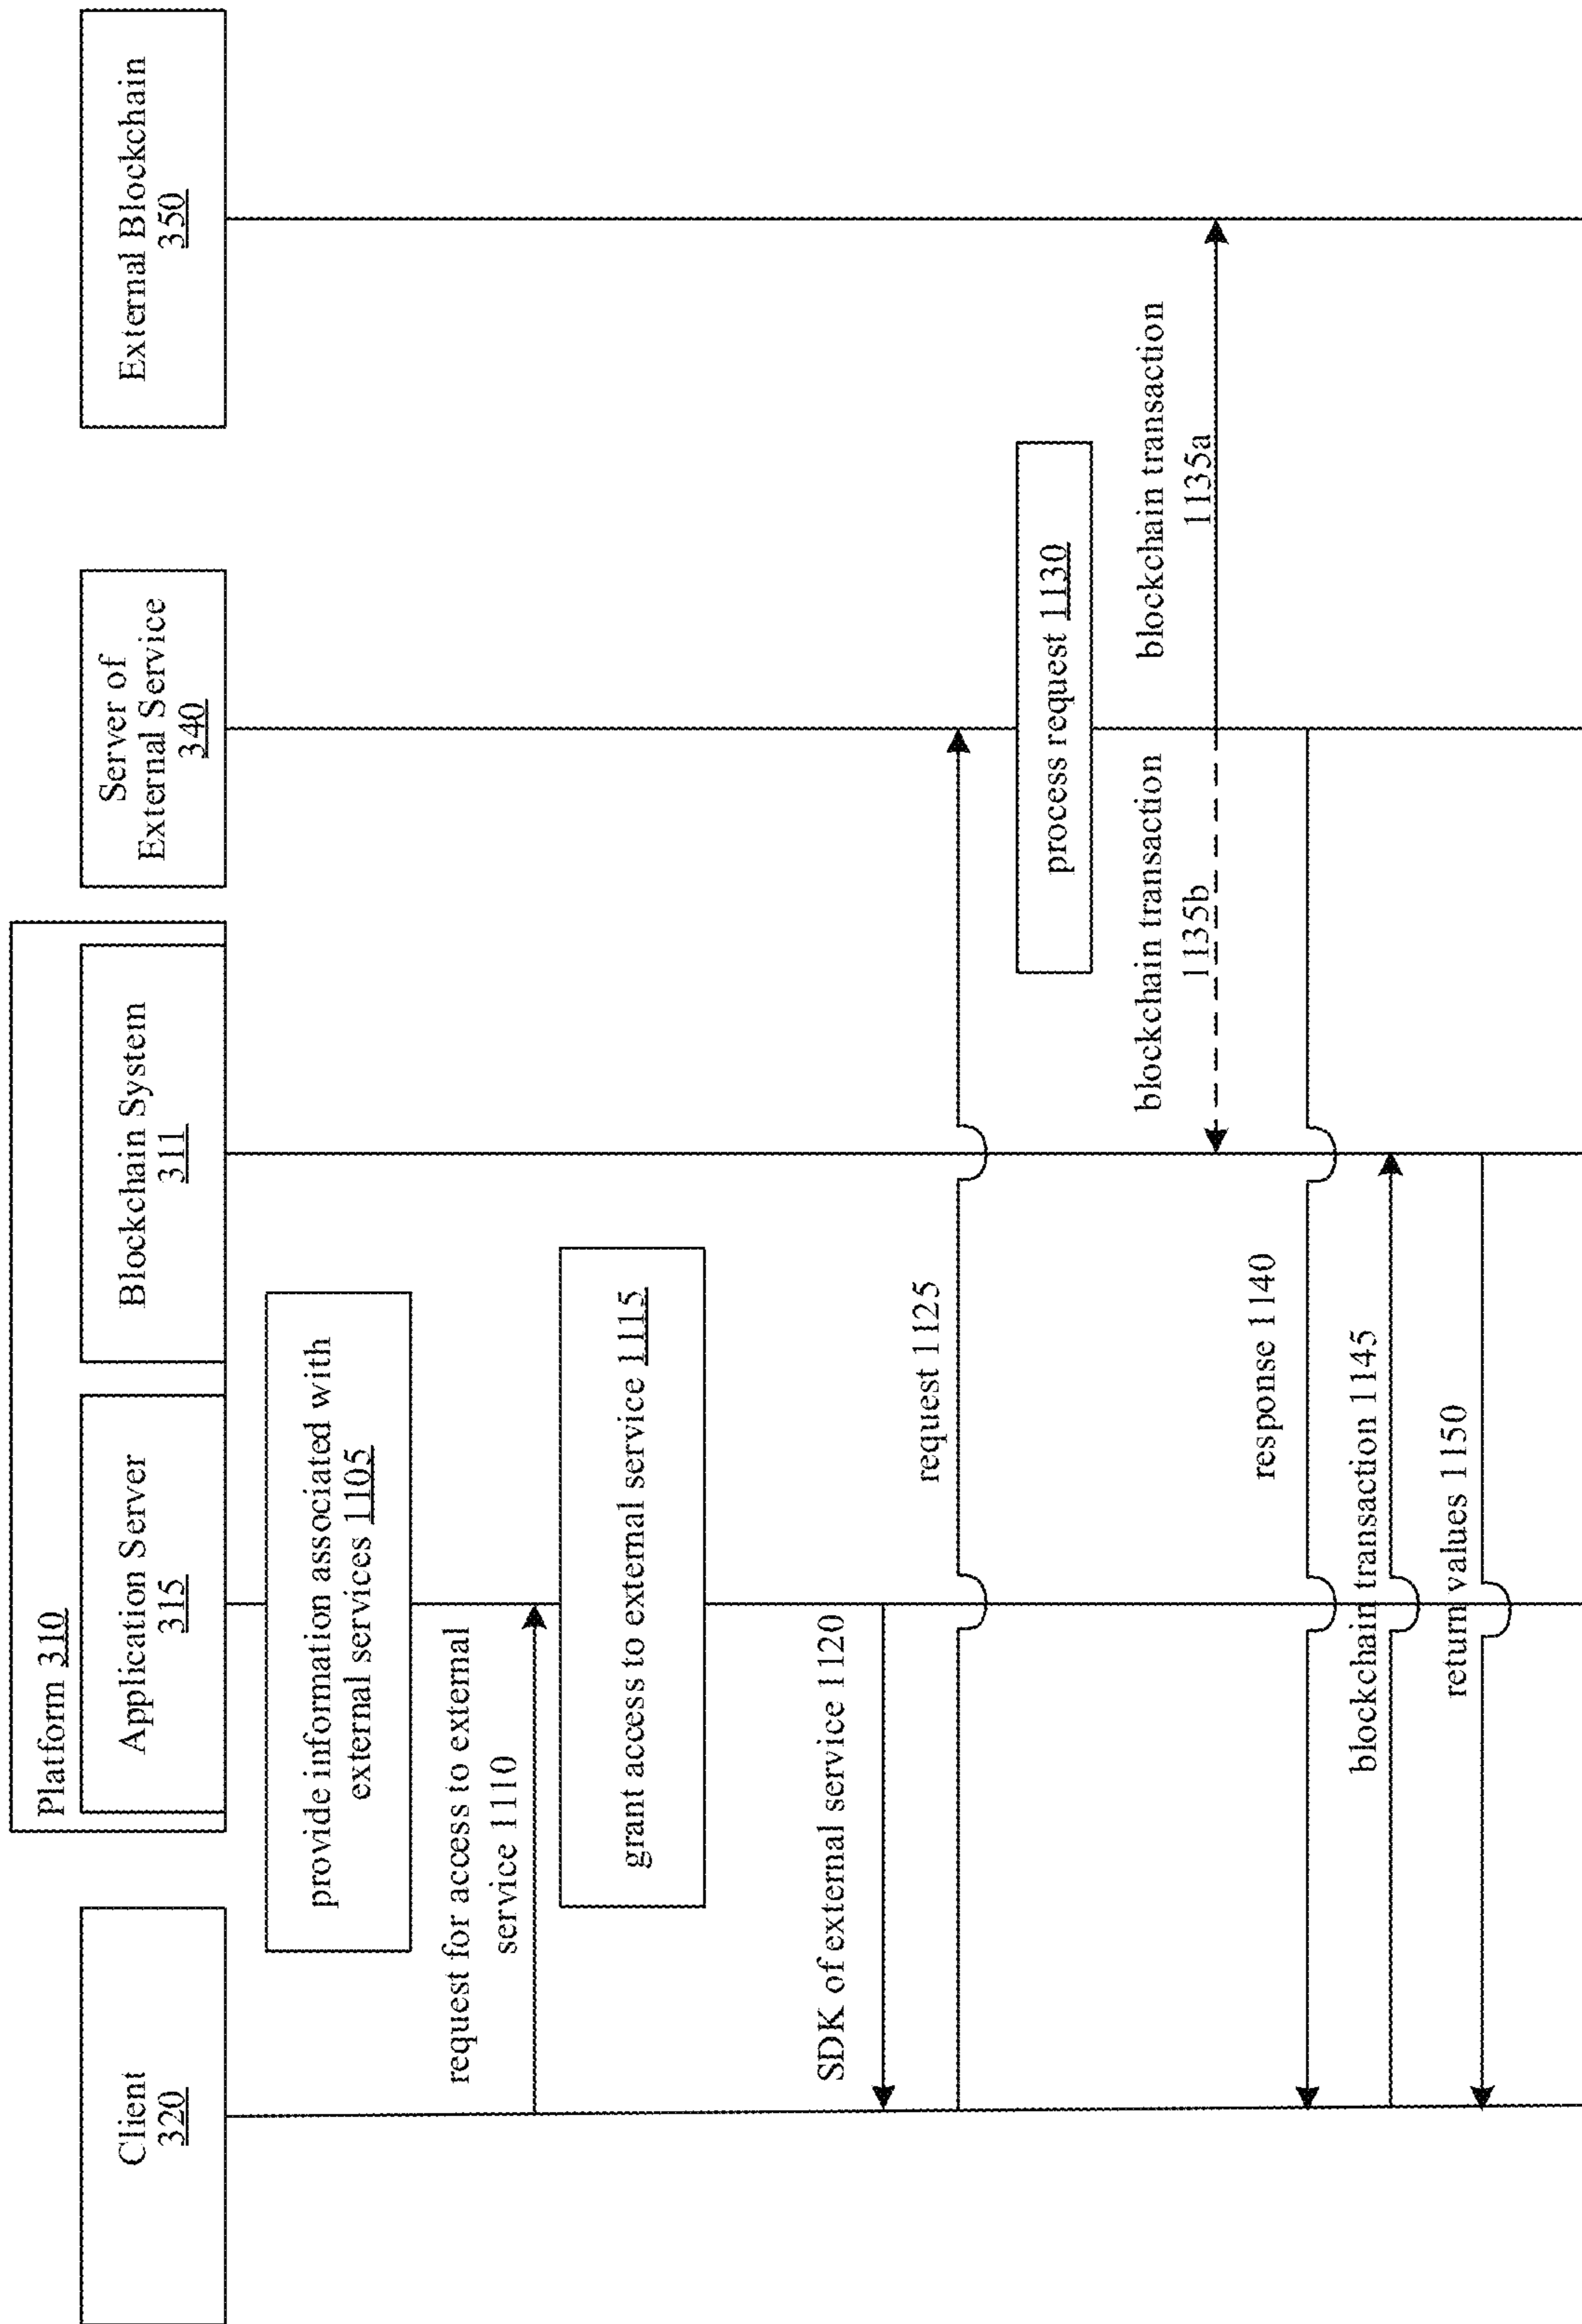 Platform 310
Client
320
Application Server
315
Blockchain System
311
Server of
External Service
340
External Blockchain
350
provide information associated with
external services 1105
request for access to external
service 1110
grant access to external service 1115
SDK of external service 1120
request 1125
process request 1130
blockchain transaction
1135b
blockchain transaction
1135a
response 1140
blockchain transaction 1145
return values 1150